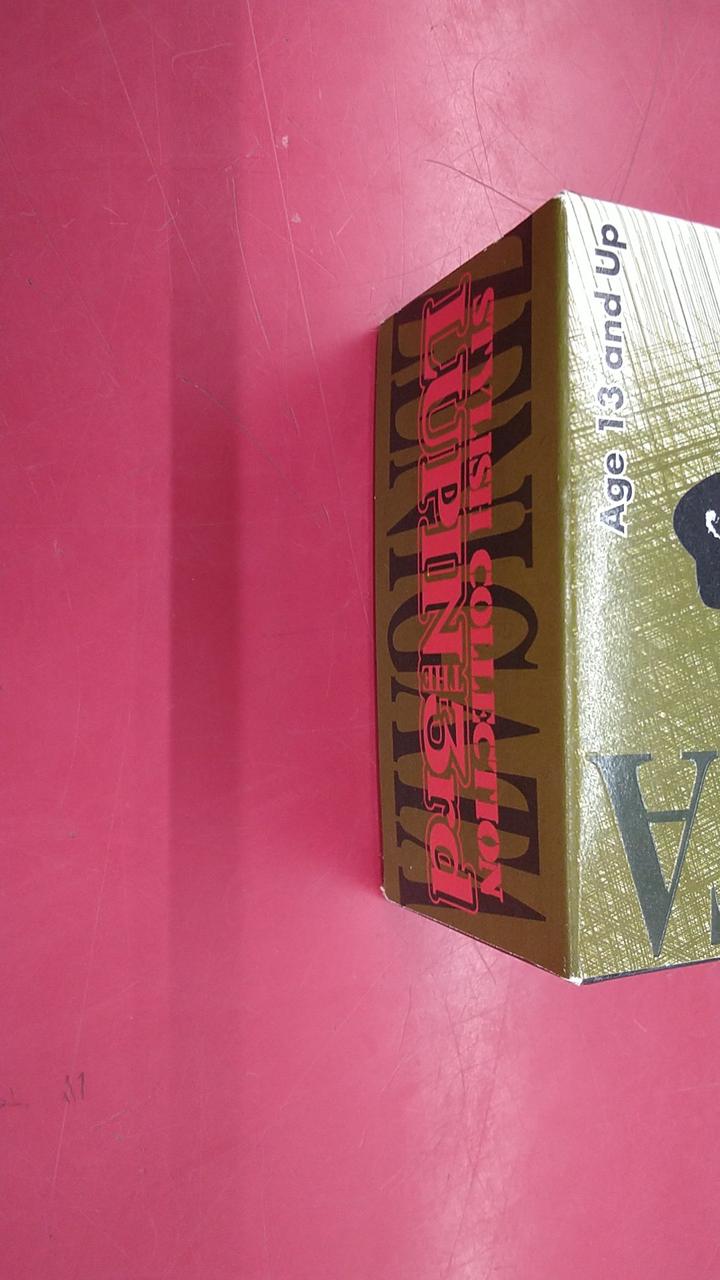 STYLISH COLLECTION
LUPIN THE 3rd
Age 13 and Up
A